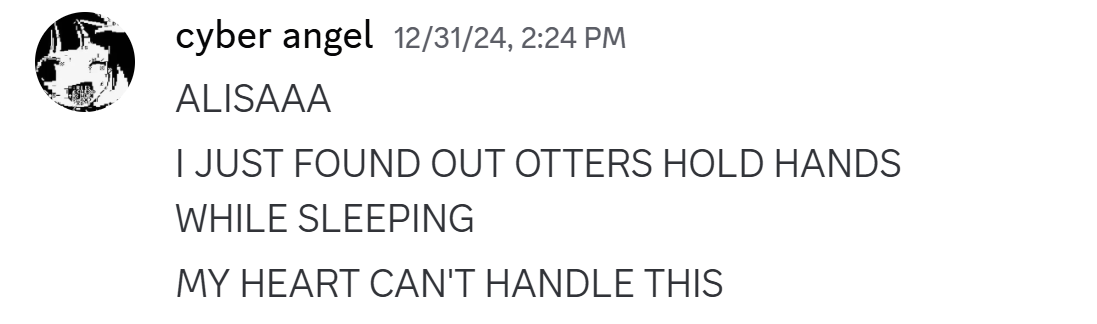 cyber angel 12/31/24, 2:24 PM
ALISAAA
I JUST FOUND OUT OTTERS HOLD HANDS
WHILE SLEEPING
MY HEART CAN'T HANDLE THIS